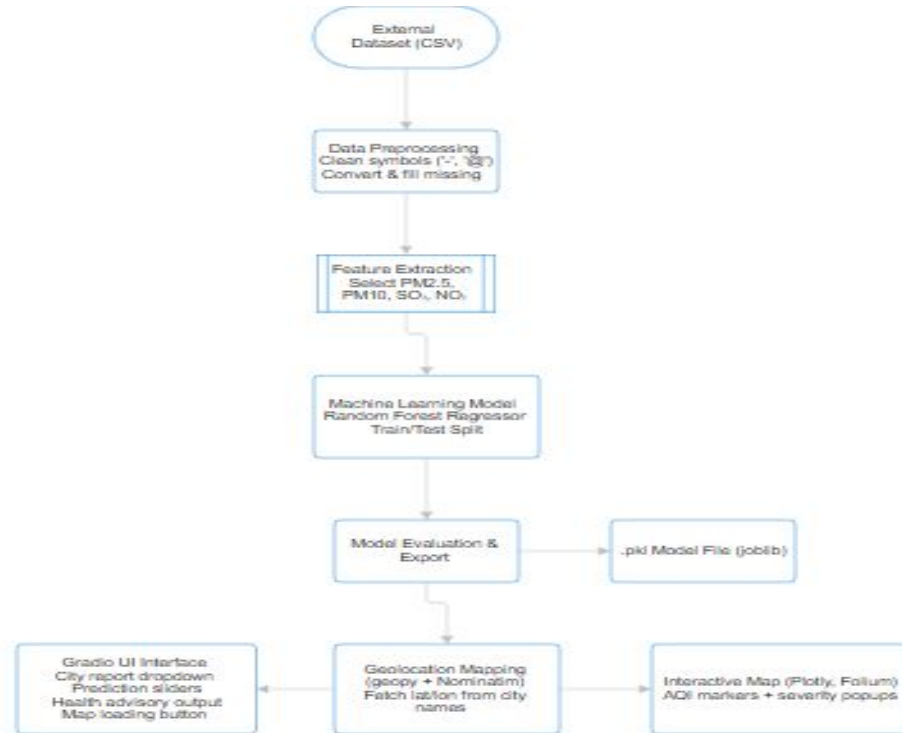 External
Dataset (CSV)
Data Preprocessing
Clean symbols ('-', '@')
Convert & fill missing
Feature Extraction
Select PM2.5,
PM10, SO₂, NO₂
Machine Learning Model
Random Forest Regressor
Train/Test Split
Model Evaluation &
Export
.pkl Model File (joblib)
Gradio UI Interface
City report dropdown
Prediction sliders
Health advisory output
Map loading button
Geolocation Mapping
(geopy + Nominatim)
Fetch lat/lon from city
names
Interactive Map (Plotly, Folium)
AQI markers + severity popups